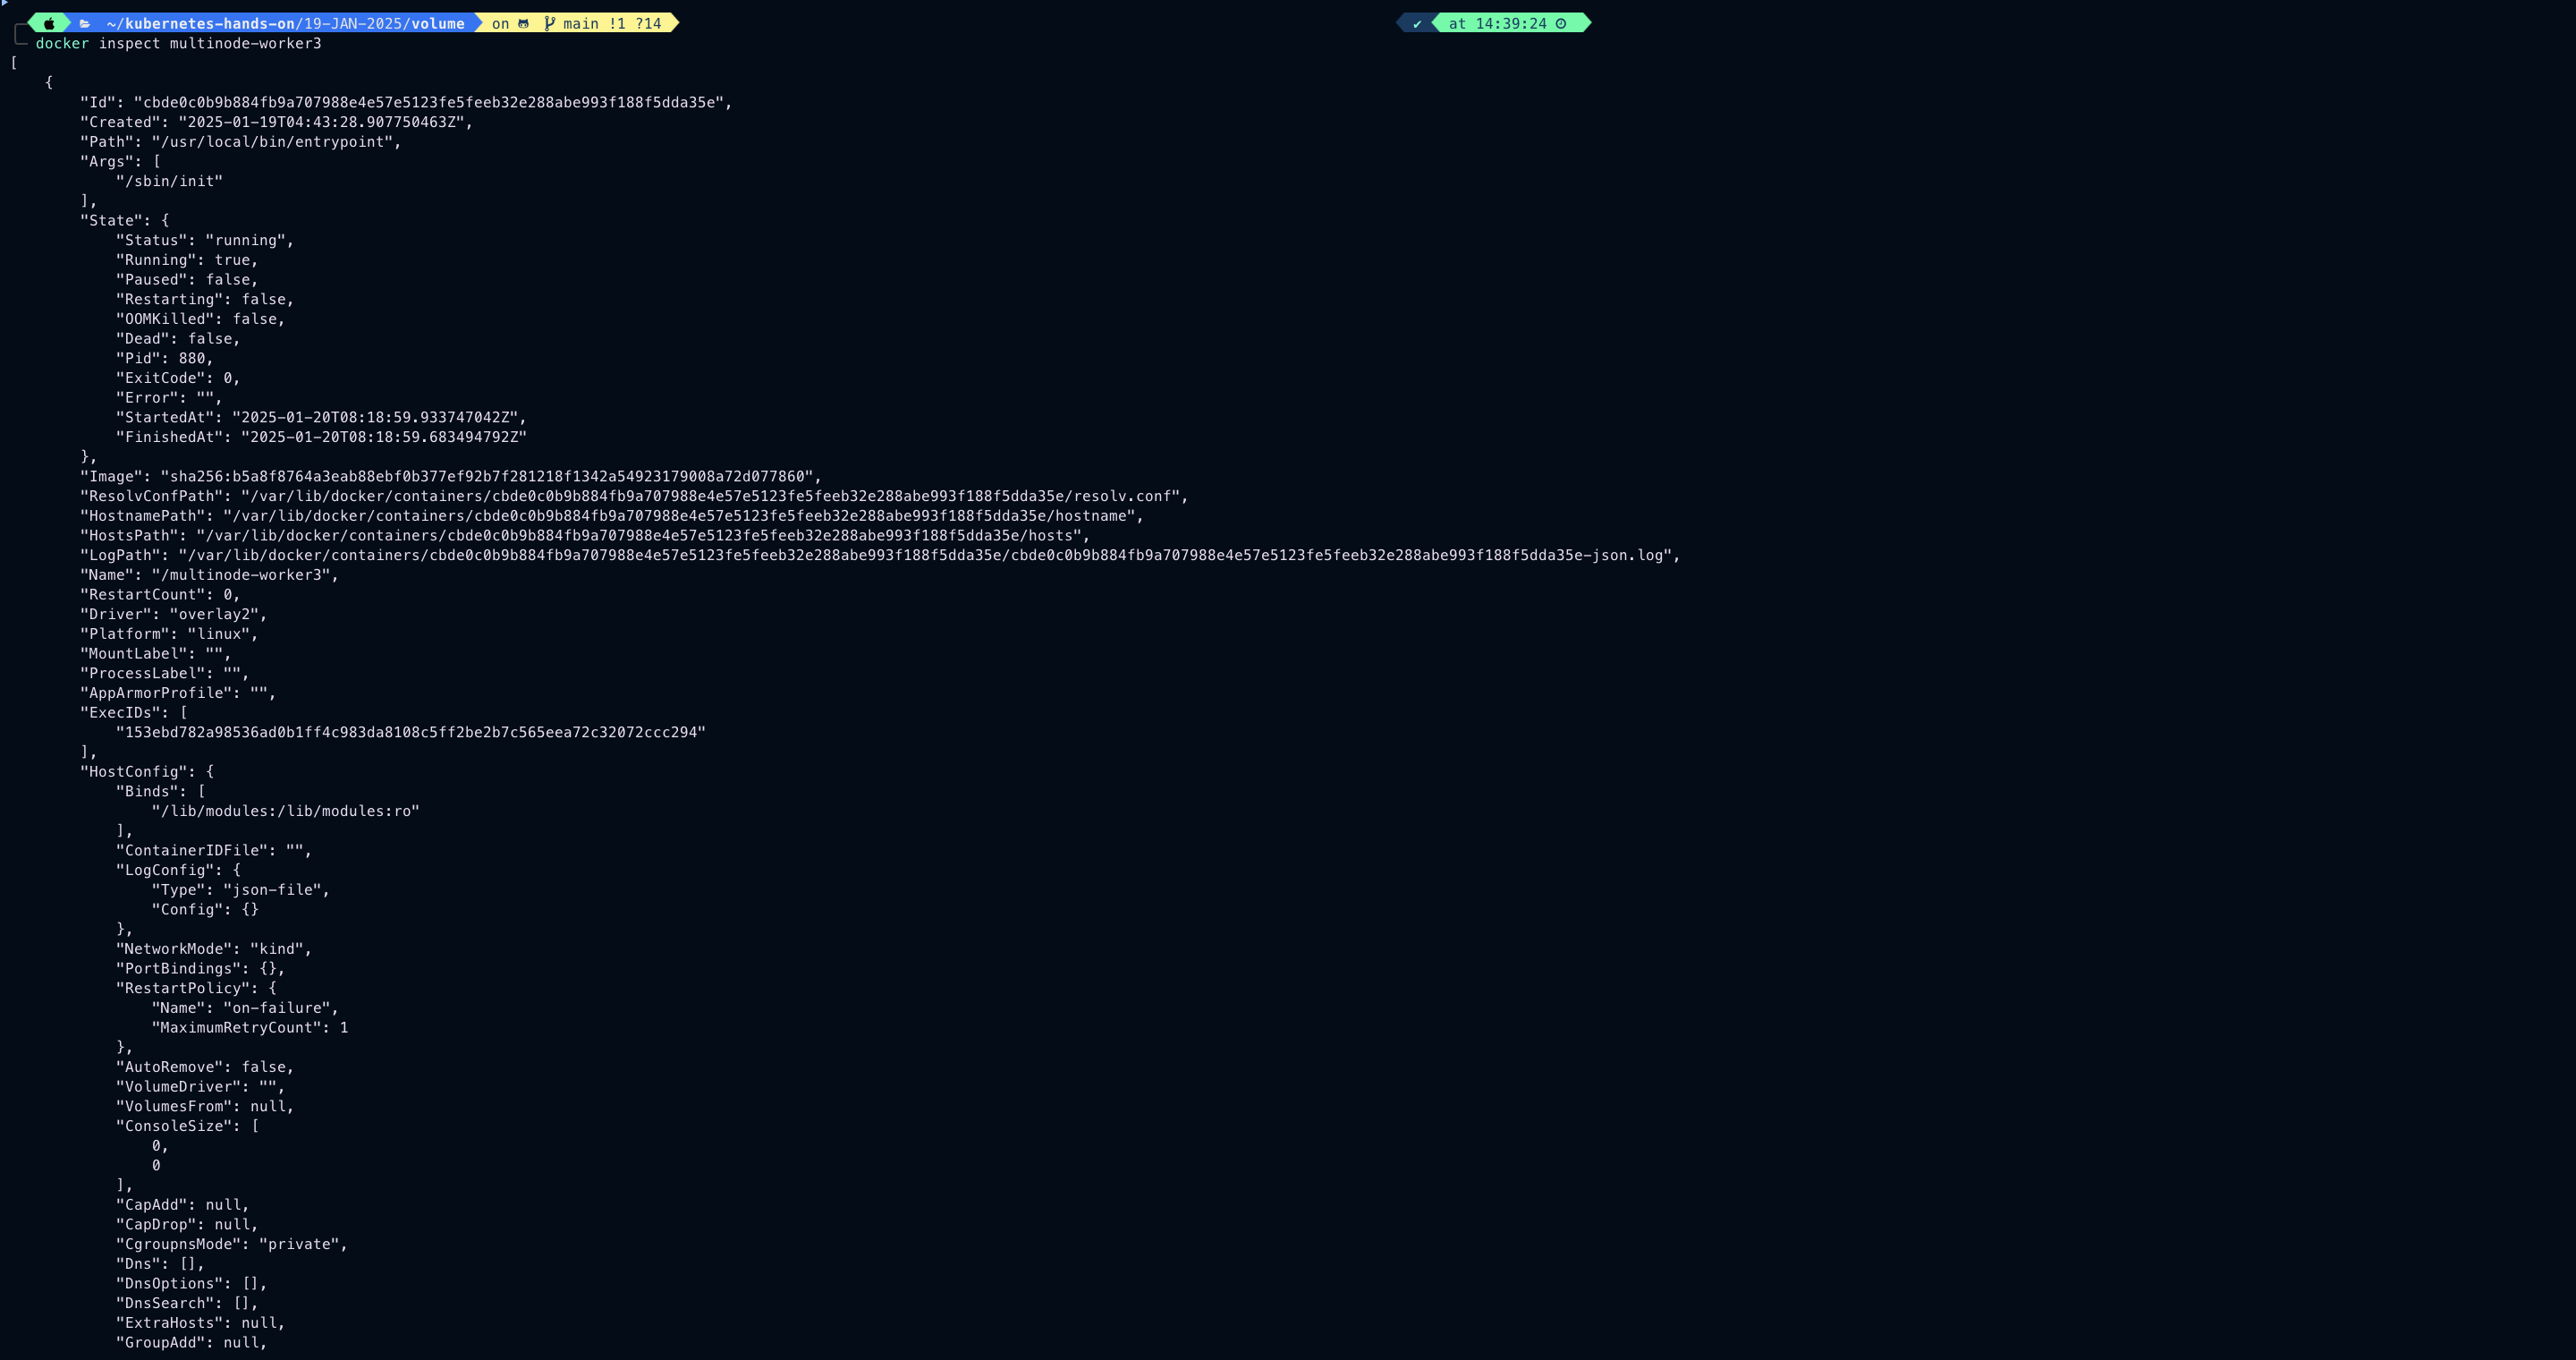 ~/kubernetes-hands-on/19-JAN-2025/volume on main !1 ?14 ✔ at 14:39:24
docker inspect multinode-worker3
[
    {
        "Id": "cbde0c0b9b884fb9a707988e4e57e5123fe5feeb32e288abe993f188f5dda35e",
        "Created": "2025-01-19T04:43:28.907750463Z",
        "Path": "/usr/local/bin/entrypoint",
        "Args": [
            "/sbin/init"
        ],
        "State": {
            "Status": "running",
            "Running": true,
            "Paused": false,
            "Restarting": false,
            "OOMKilled": false,
            "Dead": false,
            "Pid": 880,
            "ExitCode": 0,
            "Error": "",
            "StartedAt": "2025-01-20T08:18:59.933747042Z",
            "FinishedAt": "2025-01-20T08:18:59.683494792Z"
        },
        "Image": "sha256:b5a8f8764a3eab88ebf0b377ef92b7f281218f1342a54923179008a72d077860",
        "ResolvConfPath": "/var/lib/docker/containers/cbde0c0b9b884fb9a707988e4e57e5123fe5feeb32e288abe993f188f5dda35e/resolv.conf",
        "HostnamePath": "/var/lib/docker/containers/cbde0c0b9b884fb9a707988e4e57e5123fe5feeb32e288abe993f188f5dda35e/hostname",
        "HostsPath": "/var/lib/docker/containers/cbde0c0b9b884fb9a707988e4e57e5123fe5feeb32e288abe993f188f5dda35e/hosts",
        "LogPath": "/var/lib/docker/containers/cbde0c0b9b884fb9a707988e4e57e5123fe5feeb32e288abe993f188f5dda35e/cbde0c0b9b884fb9a707988e4e57e5123fe5feeb32e288abe993f188f5dda35e-json.log",
        "Name": "/multinode-worker3",
        "RestartCount": 0,
        "Driver": "overlay2",
        "Platform": "linux",
        "MountLabel": "",
        "ProcessLabel": "",
        "AppArmorProfile": "",
        "ExecIDs": [
            "153ebd782a98536ad0b1ff4c983da8108c5ff2be2b7c565eea72c32072ccc294"
        ],
        "HostConfig": {
            "Binds": [
                "/lib/modules:/lib/modules:ro"
            ],
            "ContainerIDFile": "",
            "LogConfig": {
                "Type": "json-file",
                "Config": {}
            },
            "NetworkMode": "kind",
            "PortBindings": {},
            "RestartPolicy": {
                "Name": "on-failure",
                "MaximumRetryCount": 1
            },
            "AutoRemove": false,
            "VolumeDriver": "",
            "VolumesFrom": null,
            "ConsoleSize": [
                0,
                0
            ],
            "CapAdd": null,
            "CapDrop": null,
            "CgroupnsMode": "private",
            "Dns": [],
            "DnsOptions": [],
            "DnsSearch": [],
            "ExtraHosts": null,
            "GroupAdd": null,